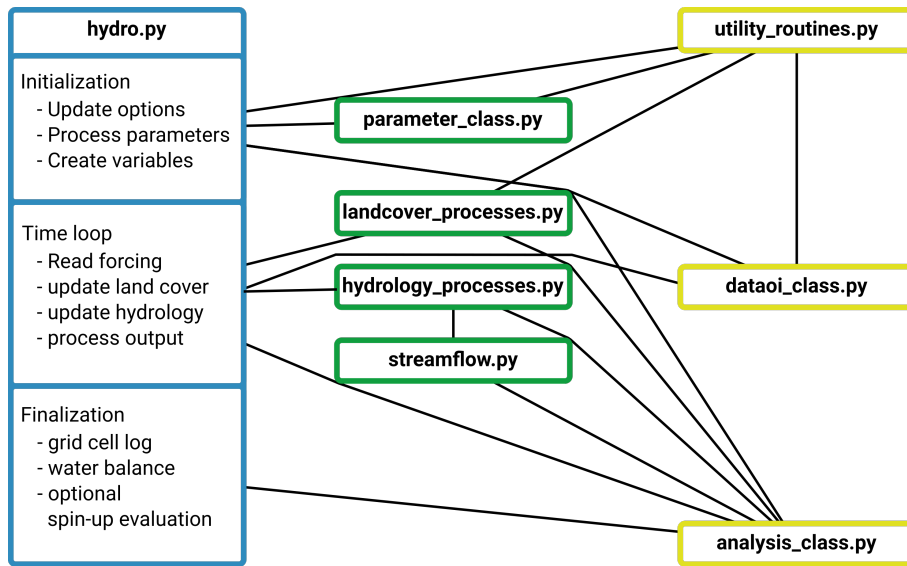 hydro.py
Initialization
- Update options
- Process parameters
- Create variables
Time loop
- Read forcing
- update land cover
- update hydrology
- process output
Finalization
- grid cell log
- water balance
- optional
spin-up evaluation
parameter_class.py
landcover_processes.py
hydrology_processes.py
streamflow.py
utility_routines.py
dataoi_class.py
analysis_class.py